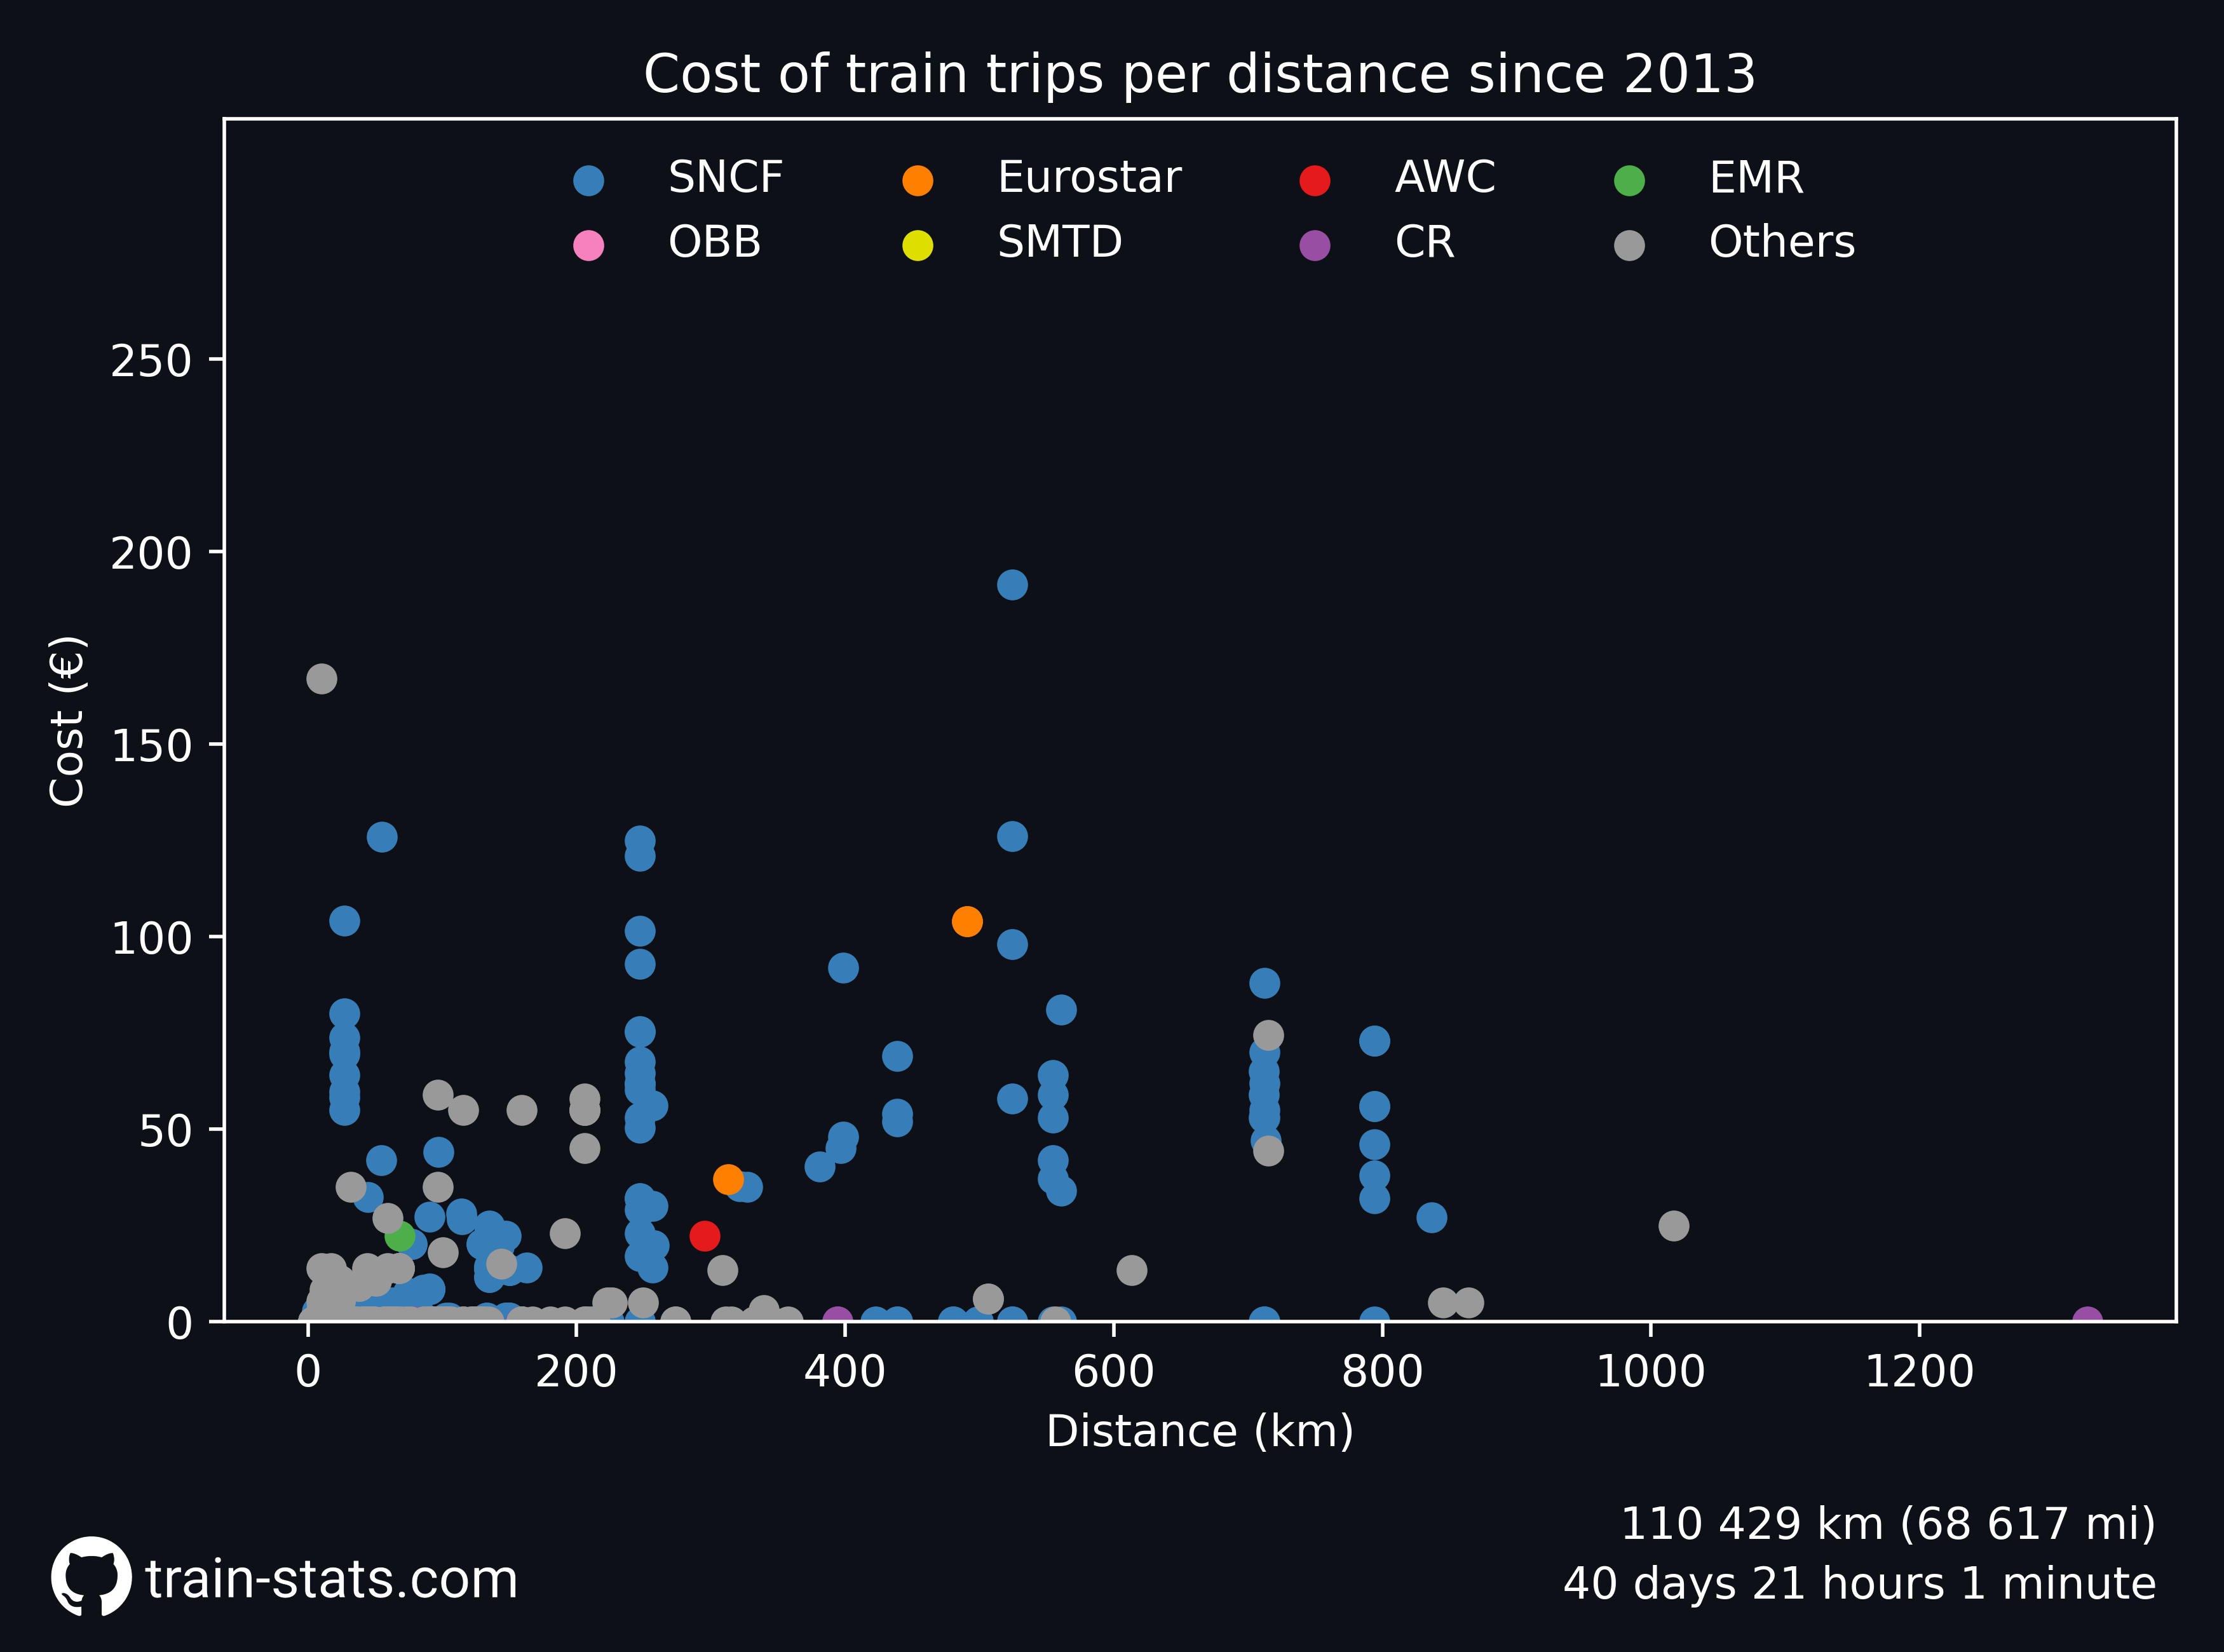 Cost of train trips per distance since 2013
SNCF Eurostar AWC EMR
OBB SMTD CR Others
250
200
150
100
50
0
Cost (€)
0 200 400 600 800 1000 1200
Distance (km)
110 429 km (68 617 mi)
train-stats.com
40 days 21 hours 1 minute